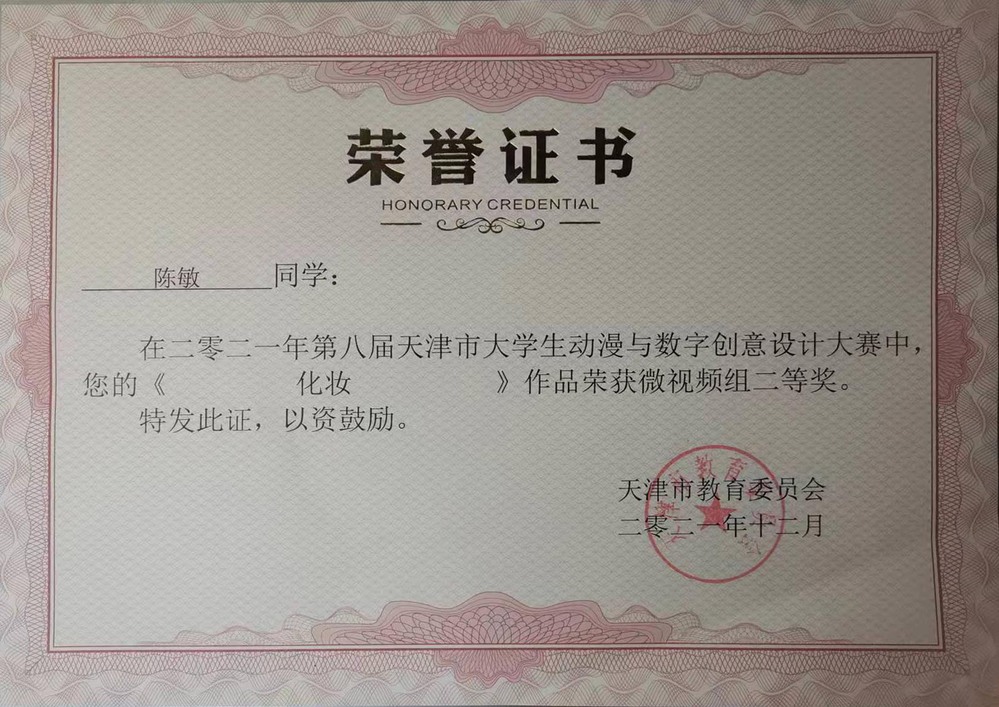 荣誉证书
HONORARY CREDENTIAL
陈敏 同学：
在二零二一年第八届天津市大学生动漫与数字创意设计大赛中，
您的《 化妆 》作品荣获微视频组二等奖。
特发此证，以资鼓励。
天津市教育委员会
二零二一年十二月